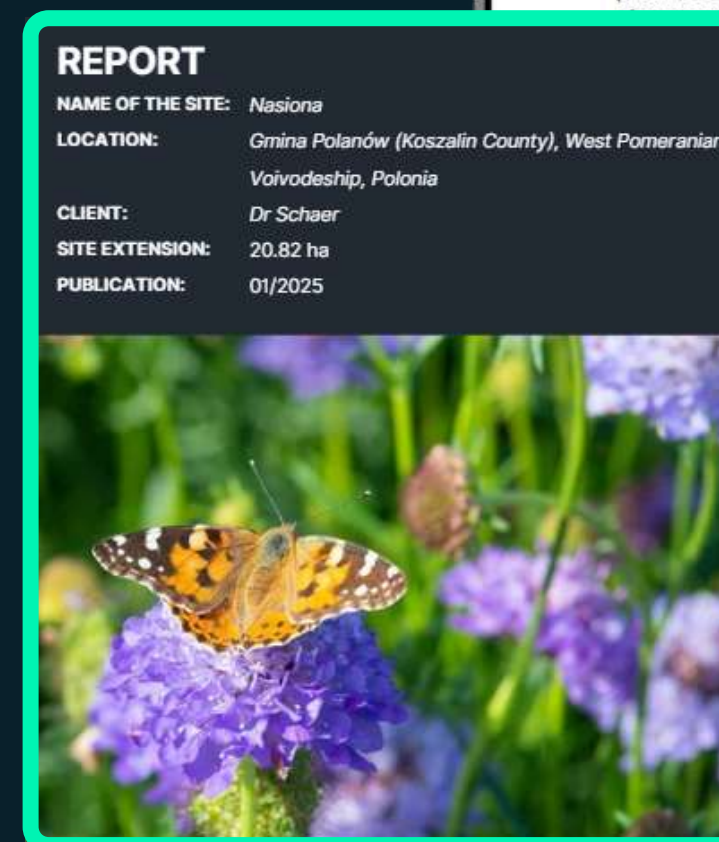 REPORT
NAME OF THE SITE: Nasiona
LOCATION: Gmina Polanów (Koszalin County), West Pomeranian
Voivodeship, Polonia
CLIENT: Dr Schaer
SITE EXTENSION: 20.82 ha
PUBLICATION: 01/2025